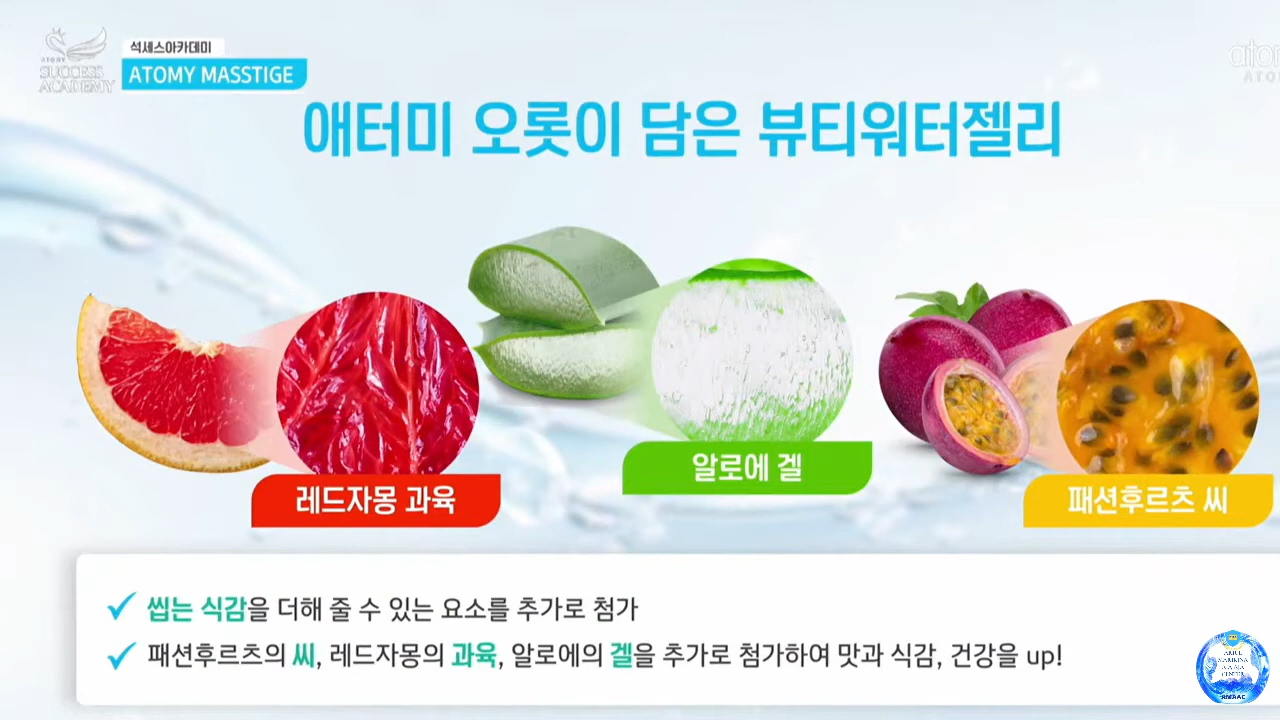 석세스아카데미
ATOMY
SUCCESS
ACADEMY
ATOMY MASSTIGE
애터미 오롯이 담은 뷰티워터젤리
레드자몽 과육
알로에 겔
패션후르츠 씨
씹는 식감을 더해 줄 수 있는 요소를 추가로 첨가
패션후르츠의 씨, 레드자몽의 과육, 알로에의 겔을 추가로 첨가하여 맛과 식감, 건강을 up!